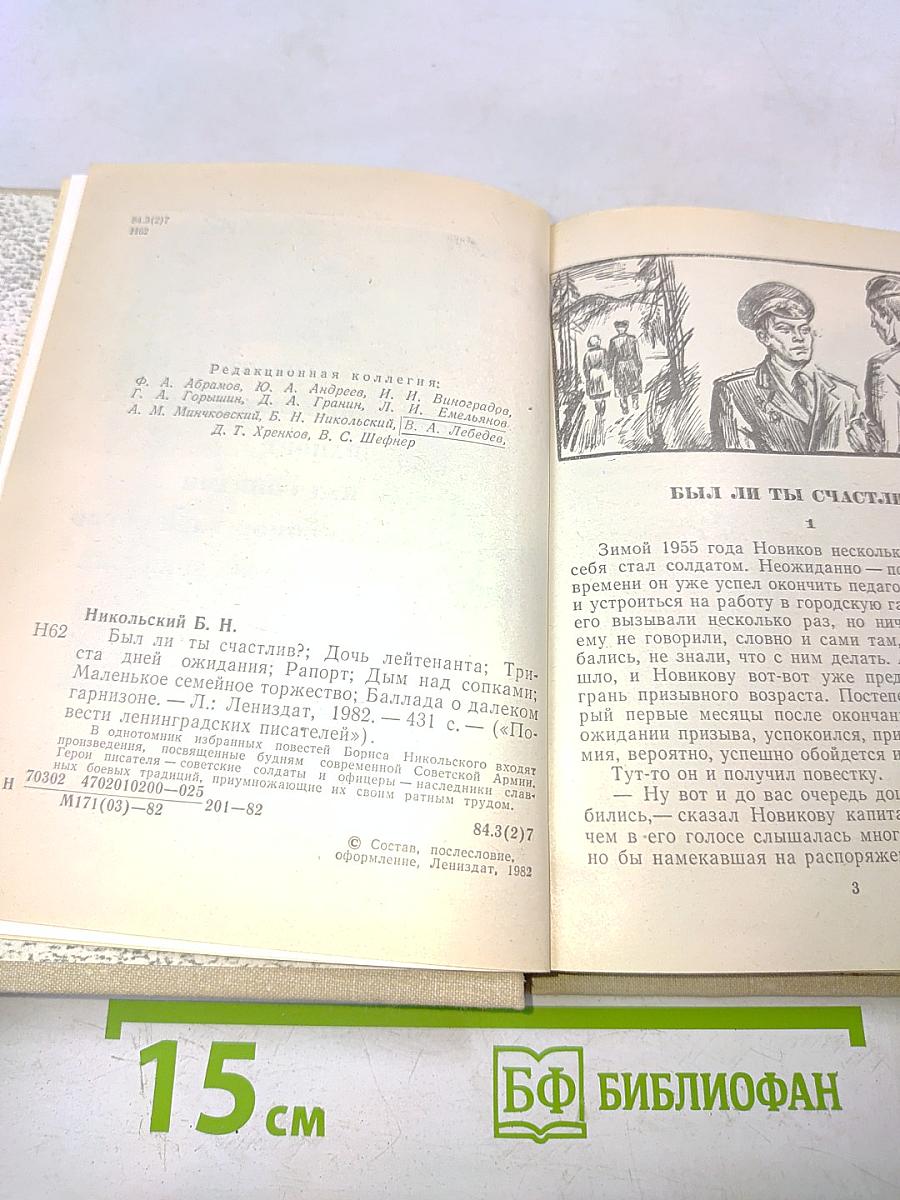 84.3(2)7
Н62
Редакционная коллегия:
Ф. А. Абрамов, Ю. А. Андреев, И. И. Виноградов,
Г. А. Горышин, Д. А. Гранин, Л. И. Емельянов
А. М. Минчковский, Б. Н. Никольский, В. А. Лебедев,
Д. Т. Хренков, В. С. Шефнер
Никольский Б. Н.
Н62
Был ли ты счастлив?; Дочь лейтенанта; Три-
ста дней ожидания; Рапорт; Дым над сопками;
Маленькое семейное торжество; Баллада о далеком
гарнизоне. — Л.: Лениздат, 1982. — 431 с. — («По-
вести ленинградских писателей»).
В однотомник избранных повестей Бориса Никольского входят
произведения, посвященные будням современной Советской Армии.
Герои писателя — советские солдаты и офицеры — наследники слав-
ных боевых традиций, приумножающие их своим ратным трудом.
Н 70302 4702010200—025
М171(03)—82 201—82
84.3(2)7
© Состав, послесловие,
оформление, Лениздат, 1982
БЫЛ ЛИ ТЫ СЧАСТЛИ
1
Зимой 1955 года Новиков нескольк
себя стал солдатом. Неожиданно — по
времени он уже успел окончить педаго
и устроиться на работу в городскую га
его вызывали несколько раз, но нич
ему не говорили, словно и сами там,
бались, не знали, что с ним делать.
шло, и Новикову вот-вот уже пред
грань призывного возраста. Постепе
рый первые месяцы после окончан
ожидании призыва, успокоился, при
мия, вероятно, успешно обойдется и
Тут-то он и получил повестку.
— Ну вот и до вас очередь дош
бились,— сказал Новикову капита
чем в его голосе слышалась мног
но бы намекавшая на распоряже
3
15 см
БФ БИБЛИОФАН